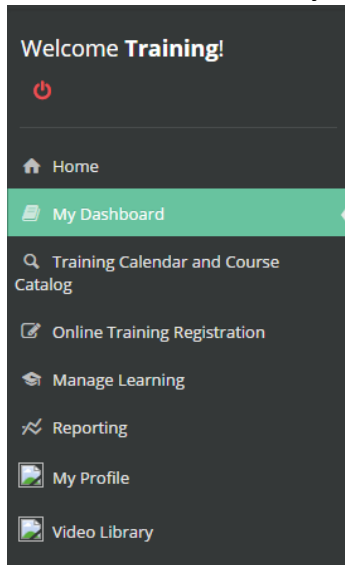 Welcome Training!
Home
My Dashboard
Training Calendar and Course
Catalog
Online Training Registration
Manage Learning
Reporting
My Profile
Video Library